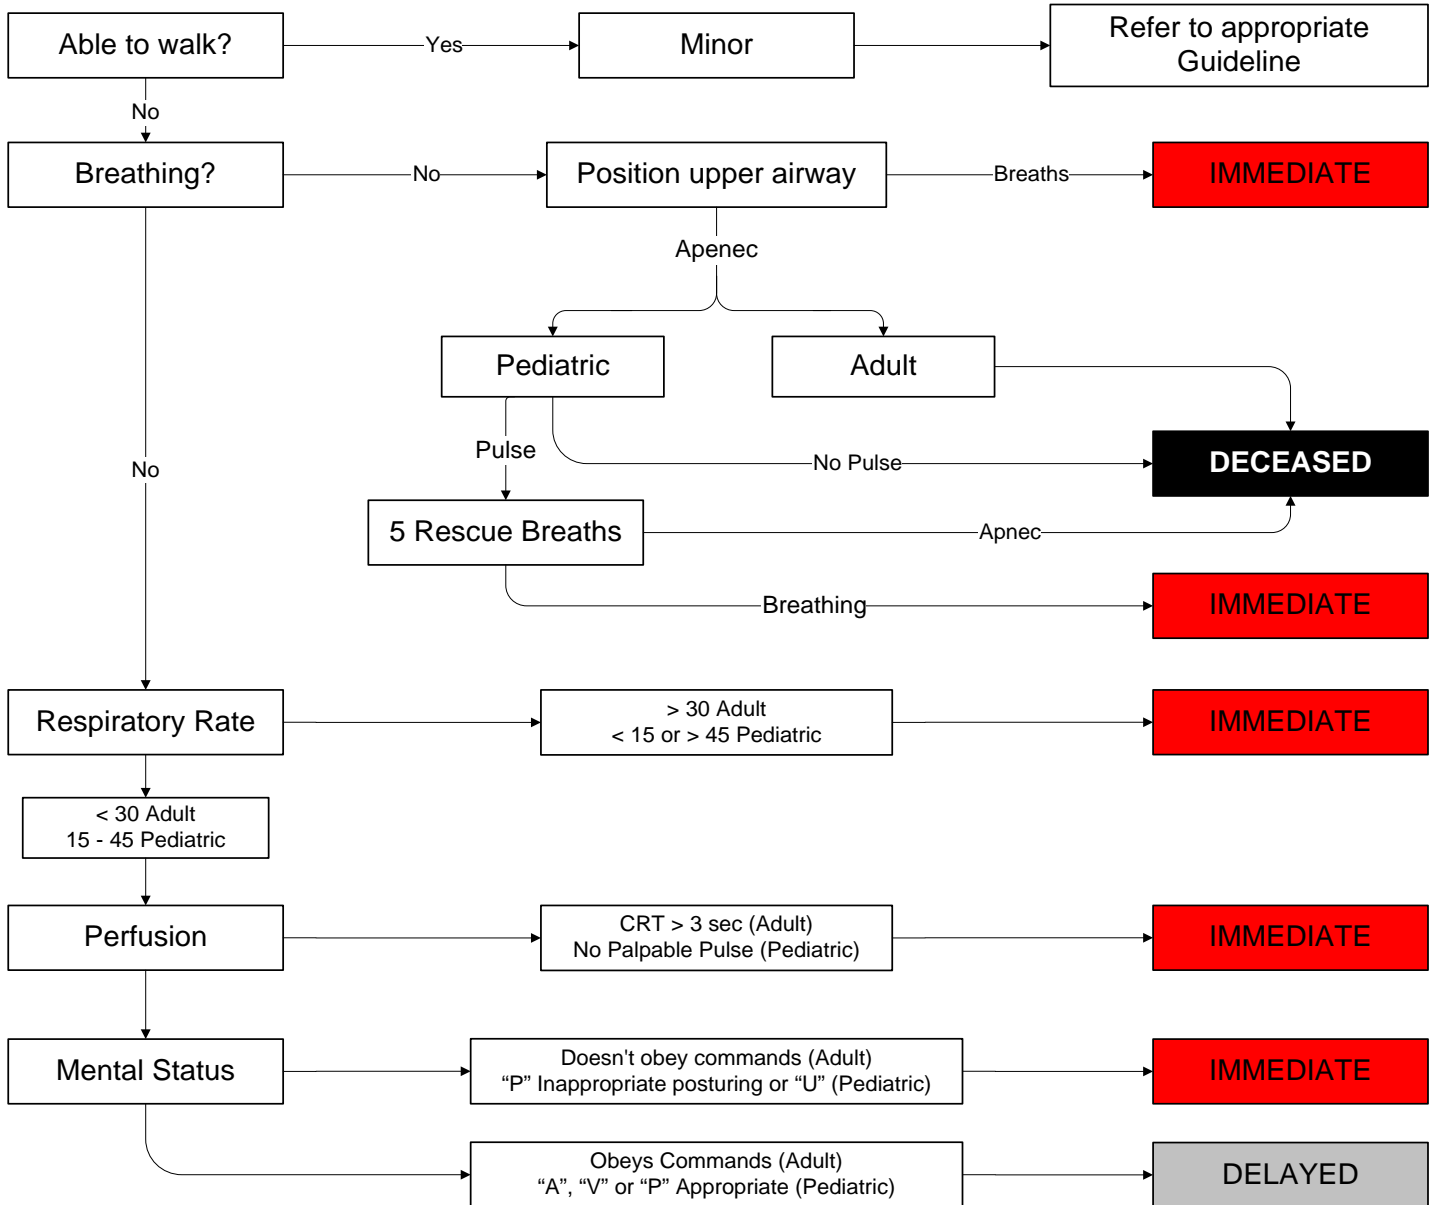 Able to walk?
Yes
Minor
Refer to appropriate
Guideline
No
Breathing?
No
Position upper airway
Breaths
IMMEDIATE
Apenec
Pediatric
Adult
Pulse
No Pulse
DECEASED
No
5 Rescue Breaths
Apnec
Breathing
IMMEDIATE
Respiratory Rate
> 30 Adult
< 15 or > 45 Pediatric
IMMEDIATE
< 30 Adult
15 - 45 Pediatric
Perfusion
CRT > 3 sec (Adult)
No Palpable Pulse (Pediatric)
IMMEDIATE
Mental Status
Doesn't obey commands (Adult)
“P” Inappropriate posturing or “U” (Pediatric)
IMMEDIATE
Obeys Commands (Adult)
“A”, “V” or “P” Appropriate (Pediatric)
DELAYED